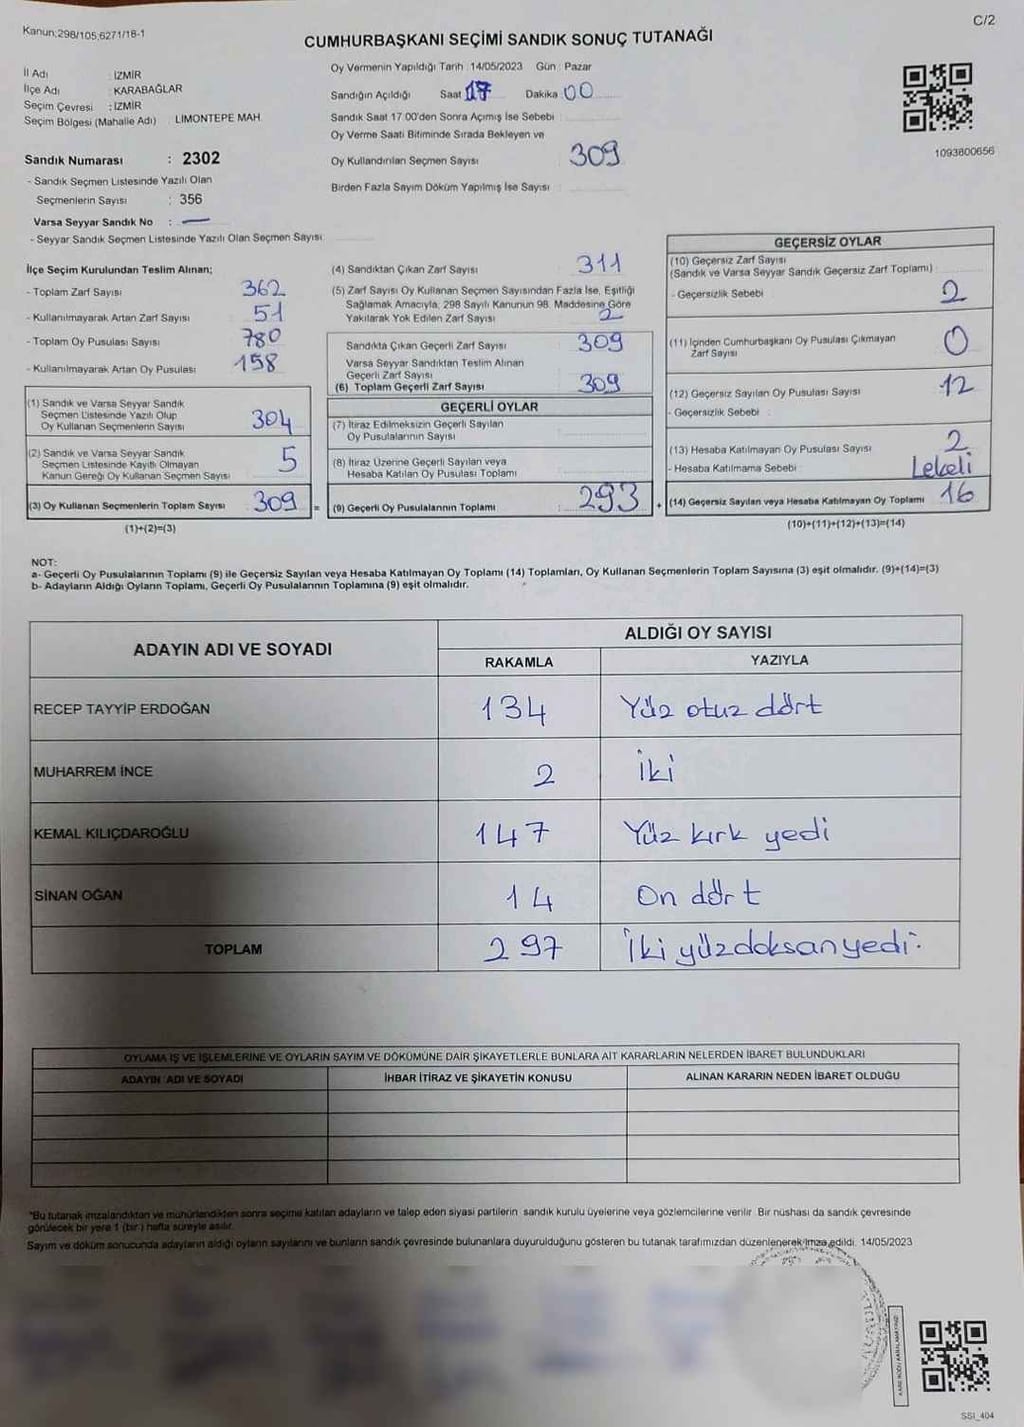 Kanun:298/105;6271/18-1
C/2
CUMHURBAŞKANI SEÇİMİ SANDIK SONUÇ TUTANAĞI
İl Adı : İZMİR
İlçe Adı : KARABAĞLAR
Seçim Çevresi : İZMİR
Seçim Bölgesi (Mahalle Adı) : LİMONTEPE MAH.
Sandık Numarası : 2302
- Sandık Seçmen Listesinde Yazılı Olan
Seçmenlerin Sayısı : 356
Varsa Seyyar Sandık No : —
- Seyyar Sandık Seçmen Listesinde Yazılı Olan Seçmen Sayısı:
Oy Vermenin Yapıldığı Tarih :14/05/2023 Gün : Pazar
Sandığın Açıldığı Saat 17 Dakika 00
Sandık Saat 17:00'den Sonra Açılmış İse Sebebi :
Oy Verme Saati Bitiminde Sırada Bekleyen ve
Oy Kullandırılan Seçmen Sayısı : 309
Birden Fazla Sayım Döküm Yapılmış İse Sayısı :
1093800656
İlçe Seçim Kurulundan Teslim Alınan;
- Toplam Zarf Sayısı 362
- Kullanılmayarak Artan Zarf Sayısı 51
- Toplam Oy Pusulası Sayısı 780
- Kullanılmayarak Artan Oy Pusulası 158
(1) Sandık ve Varsa Seyyar Sandık
Seçmen Listesinde Yazılı Olup
Oy Kullanan Seçmenlerin Sayısı 304
(2) Sandık ve Varsa Seyyar Sandık
Seçmen Listesinde Kayıtlı Olmayan
Kanun Gereği Oy Kullanan Seçmen Sayısı 5
(3) Oy Kullanan Seçmenlerin Toplam Sayısı 309 =
(1)+(2)=(3)
(4) Sandıktan Çıkan Zarf Sayısı 311
(5) Zarf Sayısı Oy Kullanan Seçmen Sayısından Fazla İse, Eşitliği
Sağlamak Amacıyla, 298 Sayılı Kanunun 98. Maddesine Göre
Yakılarak Yok Edilen Zarf Sayısı 2
Sandıkta Çıkan Geçerli Zarf Sayısı 309
Varsa Seyyar Sandıktan Teslim Alınan
Geçerli Zarf Sayısı
(6) Toplam Geçerli Zarf Sayısı 309
GEÇERLİ OYLAR
(7) İtiraz Edilmeksizin Geçerli Sayılan
Oy Pusulalarının Sayısı
(8) İtiraz Üzerine Geçerli Sayılan veya
Hesaba Katılan Oy Pusulası Toplamı
(9) Geçerli Oy Pusulalarının Toplamı 293 +
GEÇERSİZ OYLAR
(10) Geçersiz Zarf Sayısı
(Sandık ve Varsa Seyyar Sandık Geçersiz Zarf Toplamı)
- Geçersizlik Sebebi : 2
(11) İçinden Cumhurbaşkanı Oy Pusulası Çıkmayan
Zarf Sayısı 0
(12) Geçersiz Sayılan Oy Pusulası Sayısı 12
- Geçersizlik Sebebi :
(13) Hesaba Katılmayan Oy Pusulası Sayısı 2
- Hesaba Katılmama Sebebi : Lekeli
(14) Geçersiz Sayılan veya Hesaba Katılmayan Oy Toplamı 16
(10)+(11)+(12)+(13)=(14)
NOT:
a- Geçerli Oy Pusulalarının Toplamı (9) ile Geçersiz Sayılan veya Hesaba Katılmayan Oy Toplamı (14) Toplamları, Oy Kullanan Seçmenlerin Toplam Sayısına (3) eşit olmalıdır. (9)+(14)=(3)
b- Adayların Aldığı Oyların Toplamı, Geçerli Oy Pusulalarının Toplamına (9) eşit olmalıdır.
ADAYIN ADI VE SOYADI
ALDIĞI OY SAYISI
RAKAMLA YAZIYLA
RECEP TAYYİP ERDOĞAN 134 Yüz otuz dört
MUHARREM İNCE 2 İki
KEMAL KILIÇDAROĞLU 147 Yüz kırk yedi
SİNAN OĞAN 14 On dört
TOPLAM 297 İki yüzdoksanyedi.
OYLAMA İŞ VE İŞLEMLERİNE VE OYLARIN SAYIM VE DÖKÜMÜNE DAİR ŞİKAYETLERLE BUNLARA AİT KARARLARIN NELERDEN İBARET BULUNDUKLARI
ADAYIN ADI VE SOYADI İHBAR İTİRAZ VE ŞİKAYETİN KONUSU ALINAN KARARIN NEDEN İBARET OLDUĞU
*Bu tutanak imzalandıktan ve mühürlendikten sonra seçime katılan adayların ve talep eden siyasi partilerin sandık kurulu üyelerine veya gözlemcilerine verilir. Bir nüshası da sandık çevresinde
görülecek bir yere 1 (bir ) hafta süreyle asılır.
Sayım ve döküm sonucunda adayların aldığı oyların sayılarını ve bunların sandık çevresinde bulunanlara duyurulduğunu gösteren bu tutanak tarafımızdan düzenlenerek imza edildi. 14/05/2023
KARE KODU KARALAMAYINIZ
SSI_404